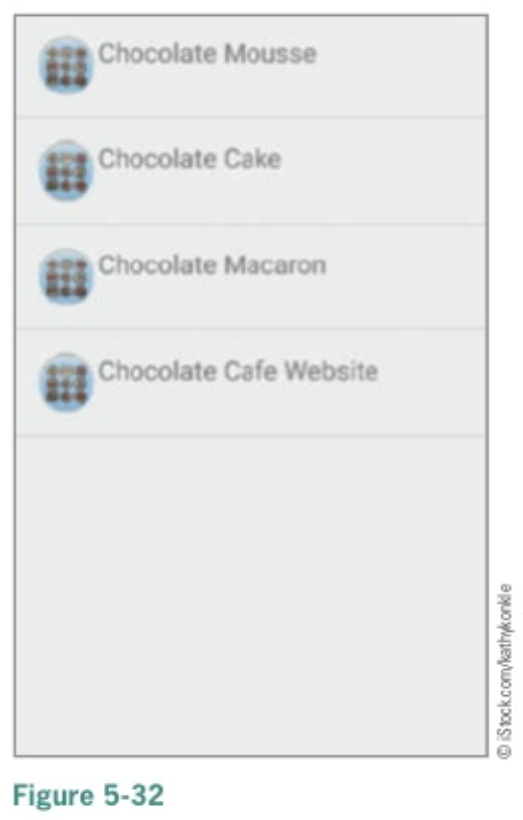 Chocolate Mousse
Chocolate Cake
Chocolate Macaron
Chocolate Cafe Website
© iStock.com/kathykonkle
Figure 5-32